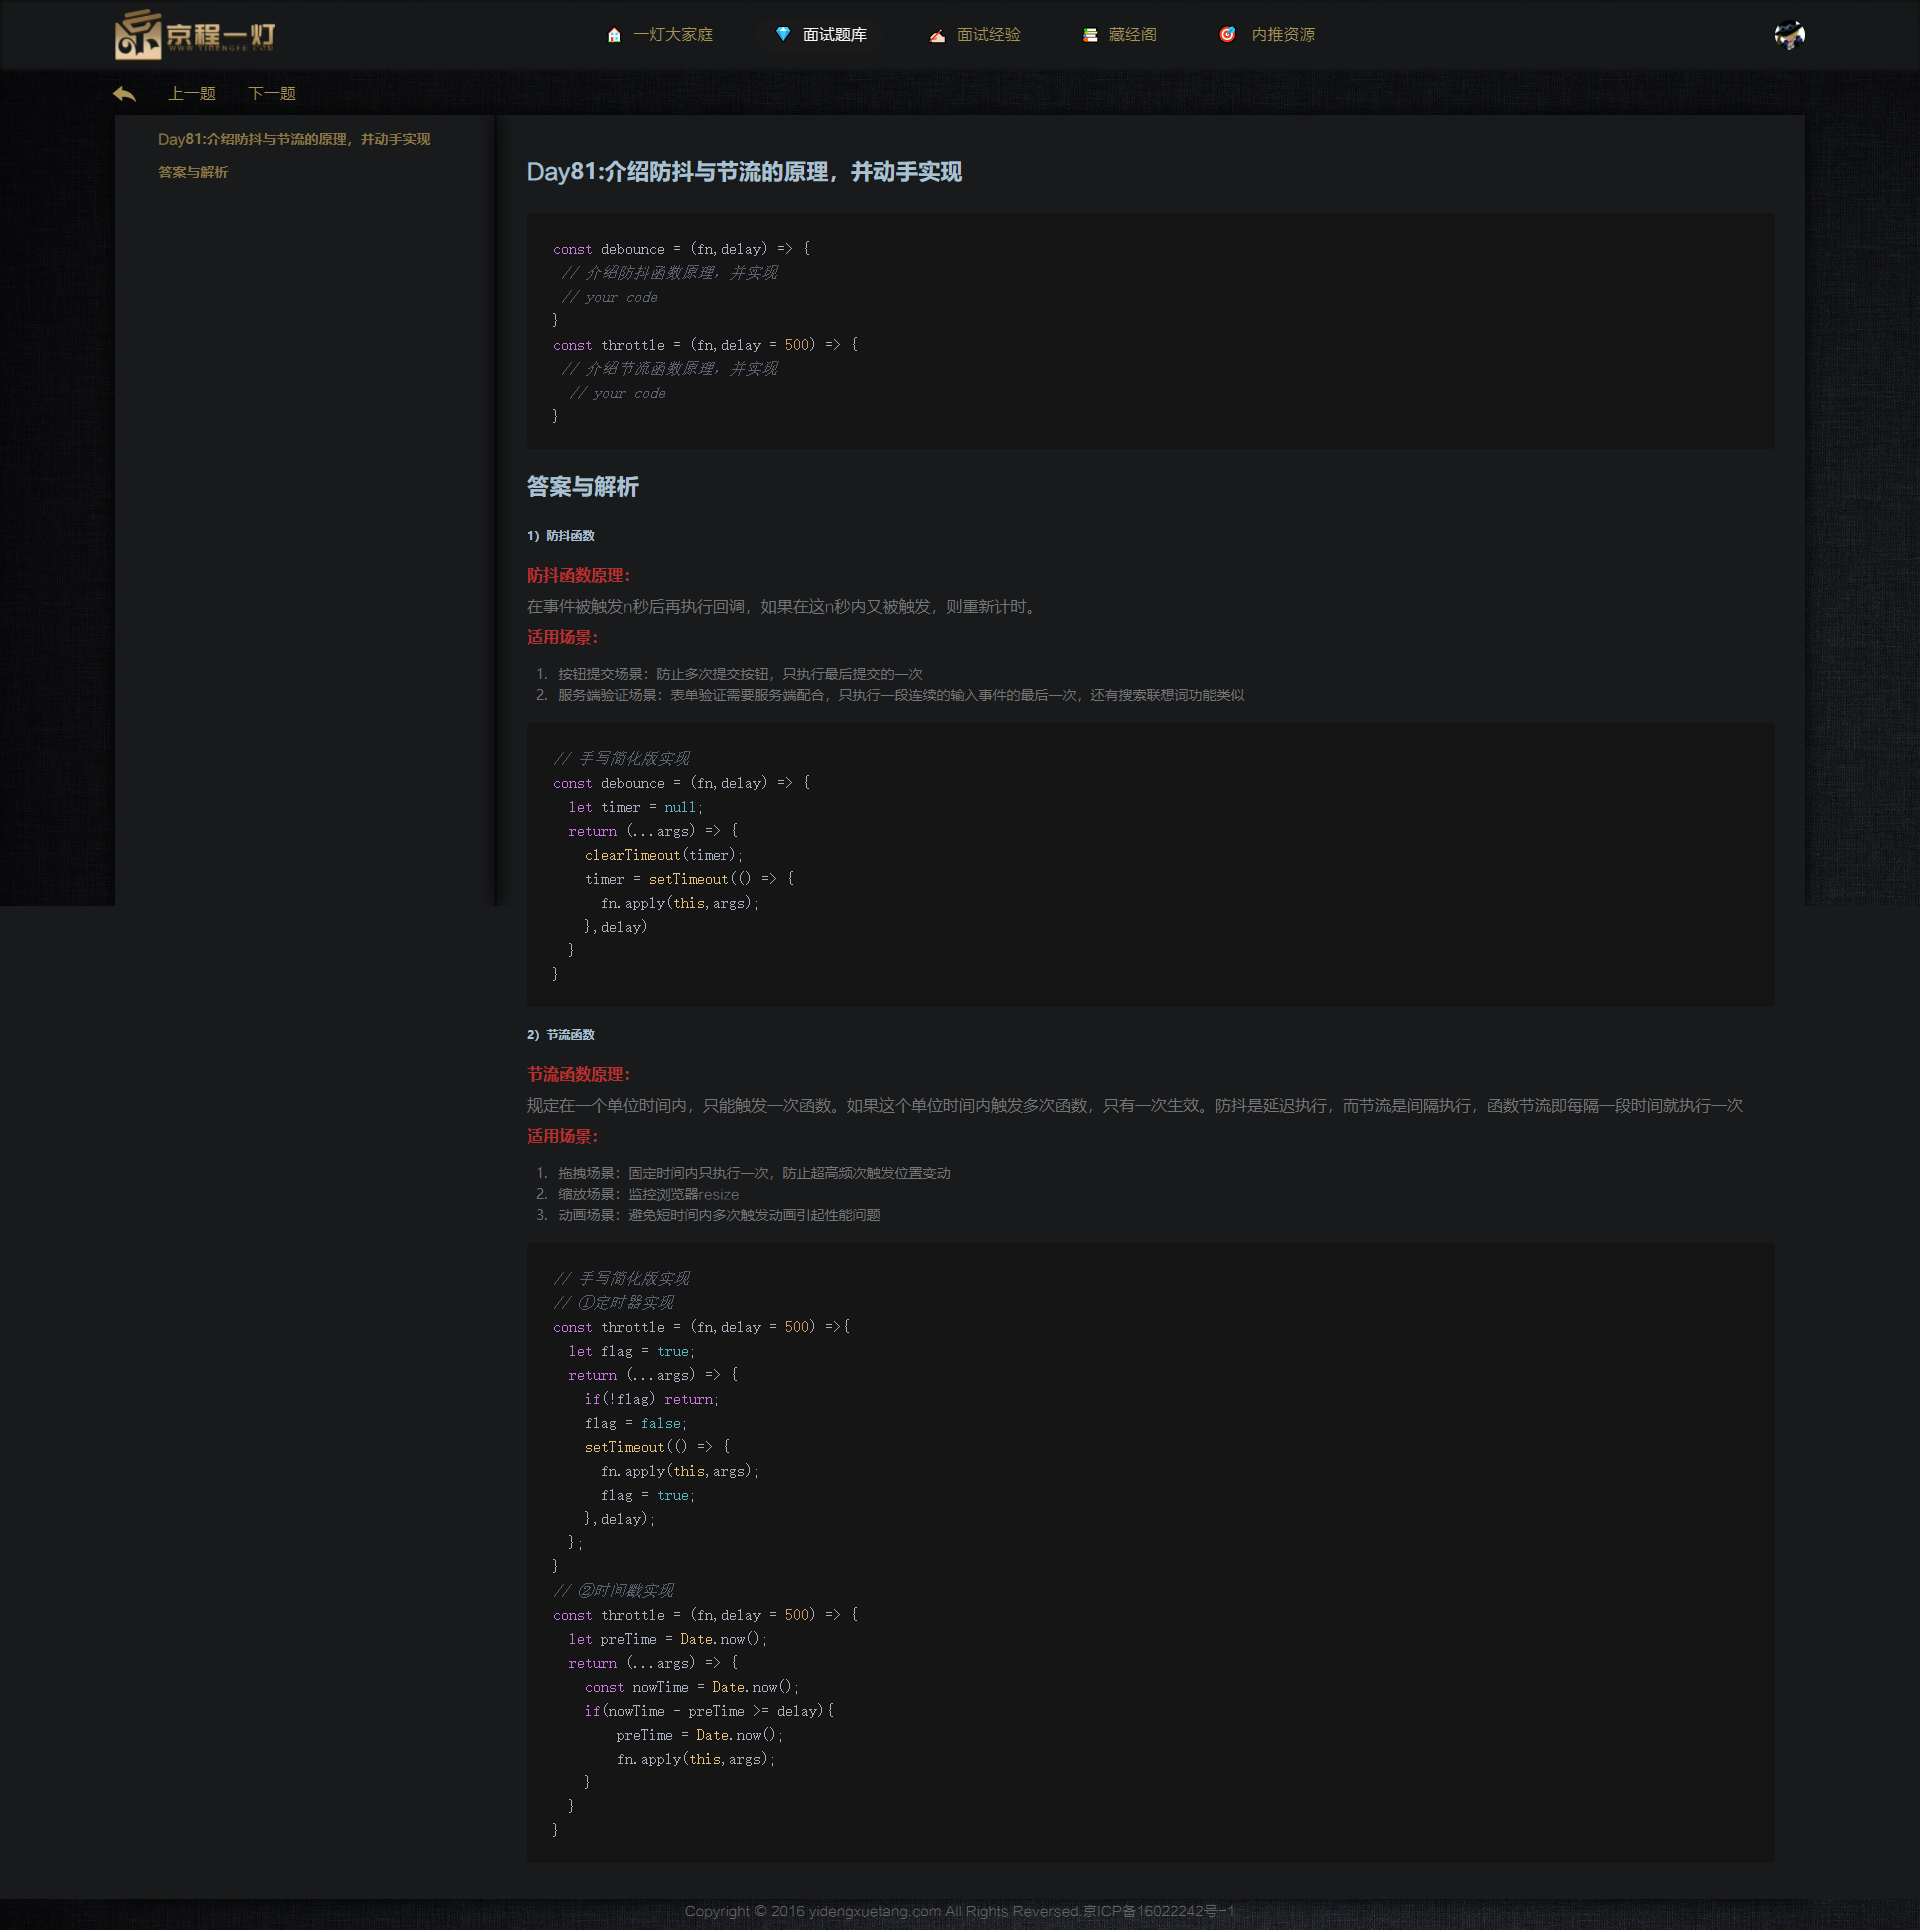 京程一灯
WWW.YIDENGFE.COM
一灯大家庭
面试题库
面试经验
藏经阁
内推资源
上一题
下一题
Day81:介绍防抖与节流的原理，并动手实现
答案与解析
Day81:介绍防抖与节流的原理，并动手实现
const debounce = (fn,delay) => {
// 介绍防抖函数原理，并实现
// your code
}
const throttle = (fn,delay = 500) => {
// 介绍节流函数原理，并实现
// your code
}
答案与解析
1）防抖函数
防抖函数原理：
在事件被触发n秒后再执行回调，如果在这n秒内又被触发，则重新计时。
适用场景：
1. 按钮提交场景：防止多次提交按钮，只执行最后提交的一次
2. 服务端验证场景：表单验证需要服务端配合，只执行一段连续的输入事件的最后一次，还有搜索联想词功能类似
// 手写简化版实现
const debounce = (fn,delay) => {
let timer = null;
return (...args) => {
clearTimeout(timer);
timer = setTimeout(() => {
fn.apply(this,args);
},delay)
}
}
2）节流函数
节流函数原理：
规定在一个单位时间内，只能触发一次函数。如果这个单位时间内触发多次函数，只有一次生效。防抖是延迟执行，而节流是间隔执行，函数节流即每隔一段时间就执行一次
适用场景：
1. 拖拽场景：固定时间内只执行一次，防止超高频次触发位置变动
2. 缩放场景：监控浏览器resize
3. 动画场景：避免短时间内多次触发动画引起性能问题
// 手写简化版实现
// ①定时器实现
const throttle = (fn,delay = 500) =>{
let flag = true;
return (...args) => {
if(!flag) return;
flag = false;
setTimeout(() => {
fn.apply(this,args);
flag = true;
},delay);
};
}
// ②时间戳实现
const throttle = (fn,delay = 500) => {
let preTime = Date.now();
return (...args) => {
const nowTime = Date.now();
if(nowTime - preTime >= delay){
preTime = Date.now();
fn.apply(this,args);
}
}
}
Copyright © 2016 yidengxuetang.com All Rights Reversed.京ICP备16022242号-1